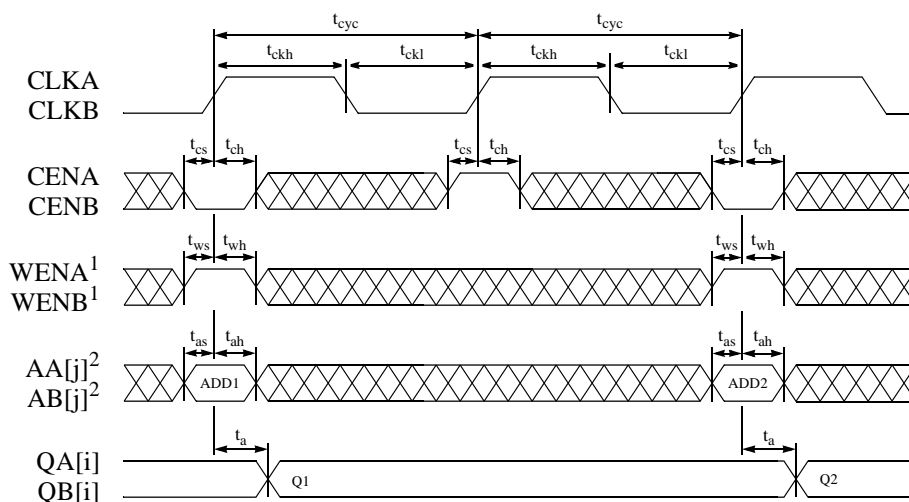 tcyc tcyc
tckh tckl tckh tckl
CLKA
CLKB
tcs tch tcs tch tcs tch
CENA
CENB
tws twh tws twh
WENA¹
WENB¹
tas tah tas tah
AA[j]²
AB[j]²
ADD1 ADD2
ta ta
QA[i]
QB[i]
Q1 Q2